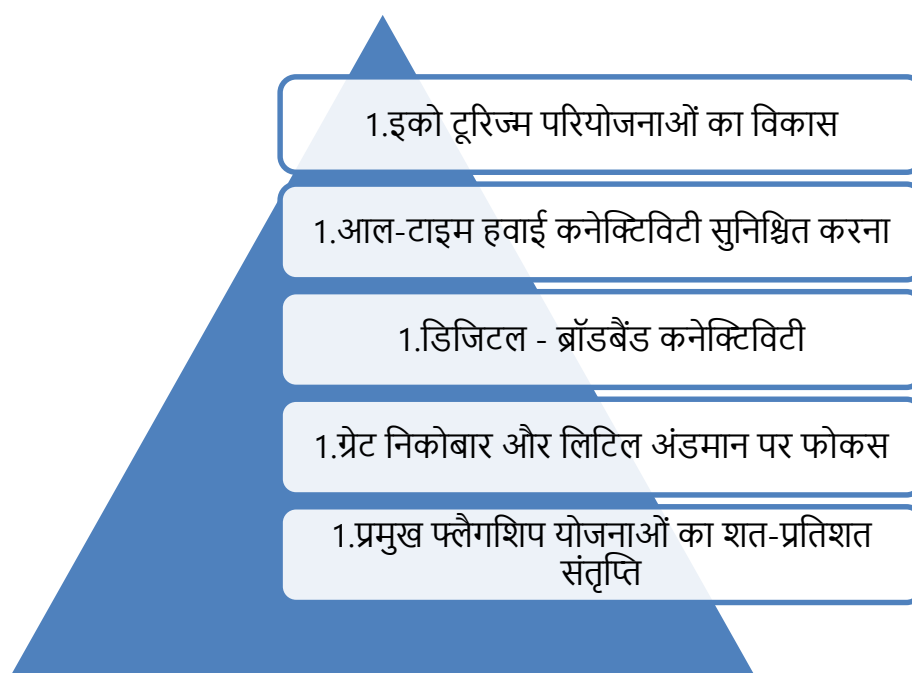 1.इको टूरिज्म परियोजनाओं का विकास
1.आल-टाइम हवाई कनेक्टिविटी सुनिश्चित करना
1.डिजिटल - ब्रॉडबैंड कनेक्टिविटी
1.ग्रेट निकोबार और लिटिल अंडमान पर फोकस
1.प्रमुख फ्लैगशिप योजनाओं का शत-प्रतिशत
संतृप्ति